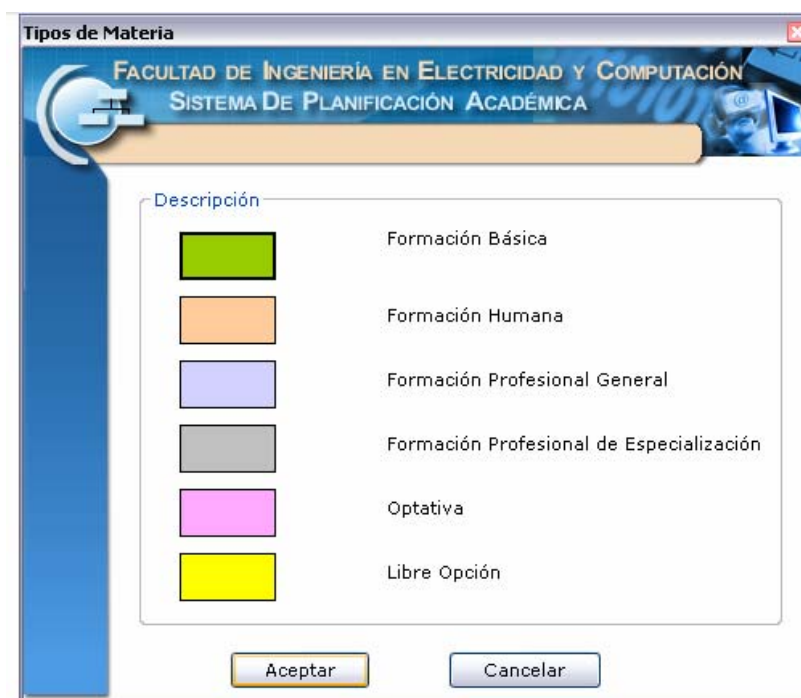 Tipos de Materia
FACULTAD DE INGENIERÍA EN ELECTRICIDAD Y COMPUTACIÓN
SISTEMA DE PLANIFICACIÓN ACADÉMICA
Descripción
Formación Básica
Formación Humana
Formación Profesional General
Formación Profesional de Especialización
Optativa
Libre Opción
Aceptar
Cancelar